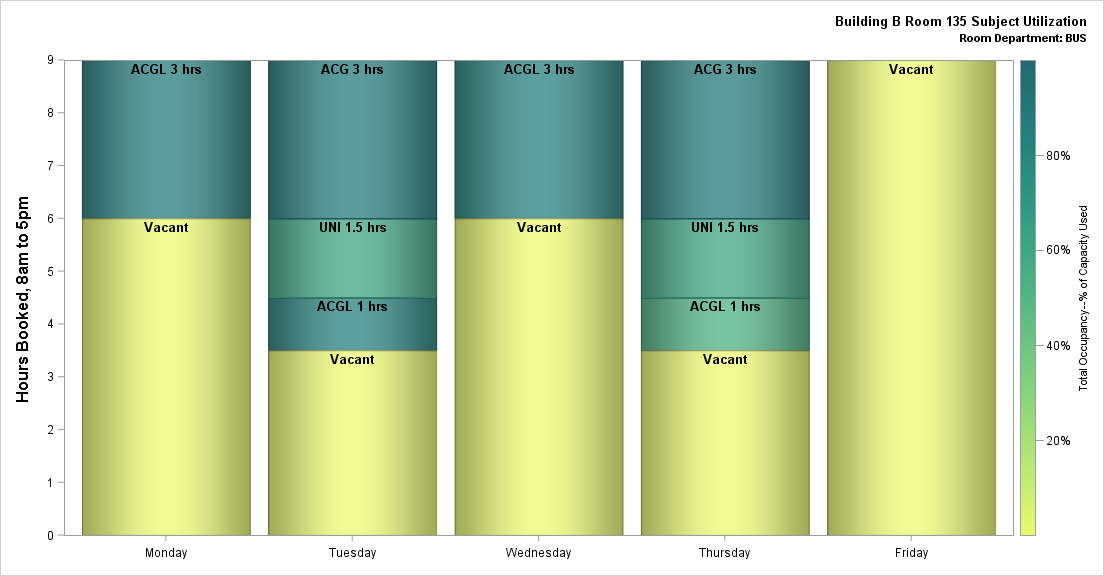 Building B Room 135 Subject Utilization
Room Department: BUS
Hours Booked, 8am to 5pm
9
8
7
6
5
4
3
2
1
0
ACGL 3 hrs
Vacant
ACG 3 hrs
UNI 1.5 hrs
ACGL 1 hrs
Vacant
ACGL 3 hrs
Vacant
ACG 3 hrs
UNI 1.5 hrs
ACGL 1 hrs
Vacant
Vacant
Monday
Tuesday
Wednesday
Thursday
Friday
80%
60%
40%
20%
Total Occupancy--% of Capacity Used